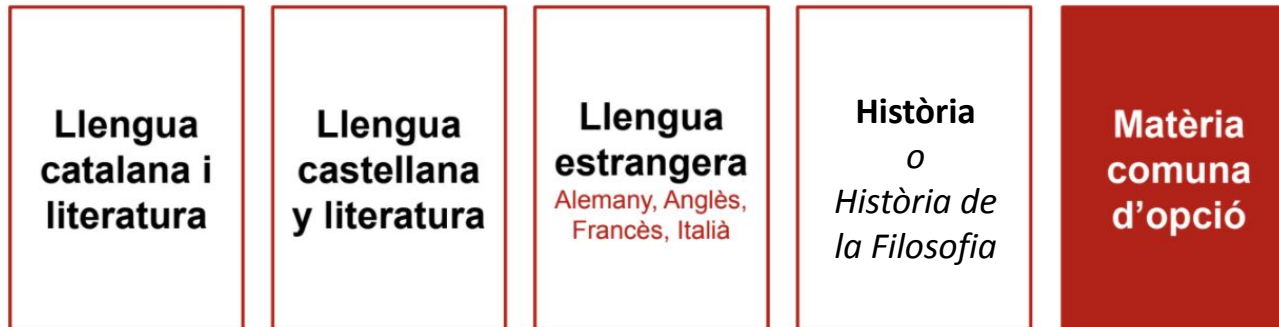 Llengua
catalana i
literatura
Llengua
castellana
y literatura
Llengua
estrangera
Alemany, Anglès,
Francès, Italià
Història
o
Història de
la Filosofia
Matèria
comuna
d’opció